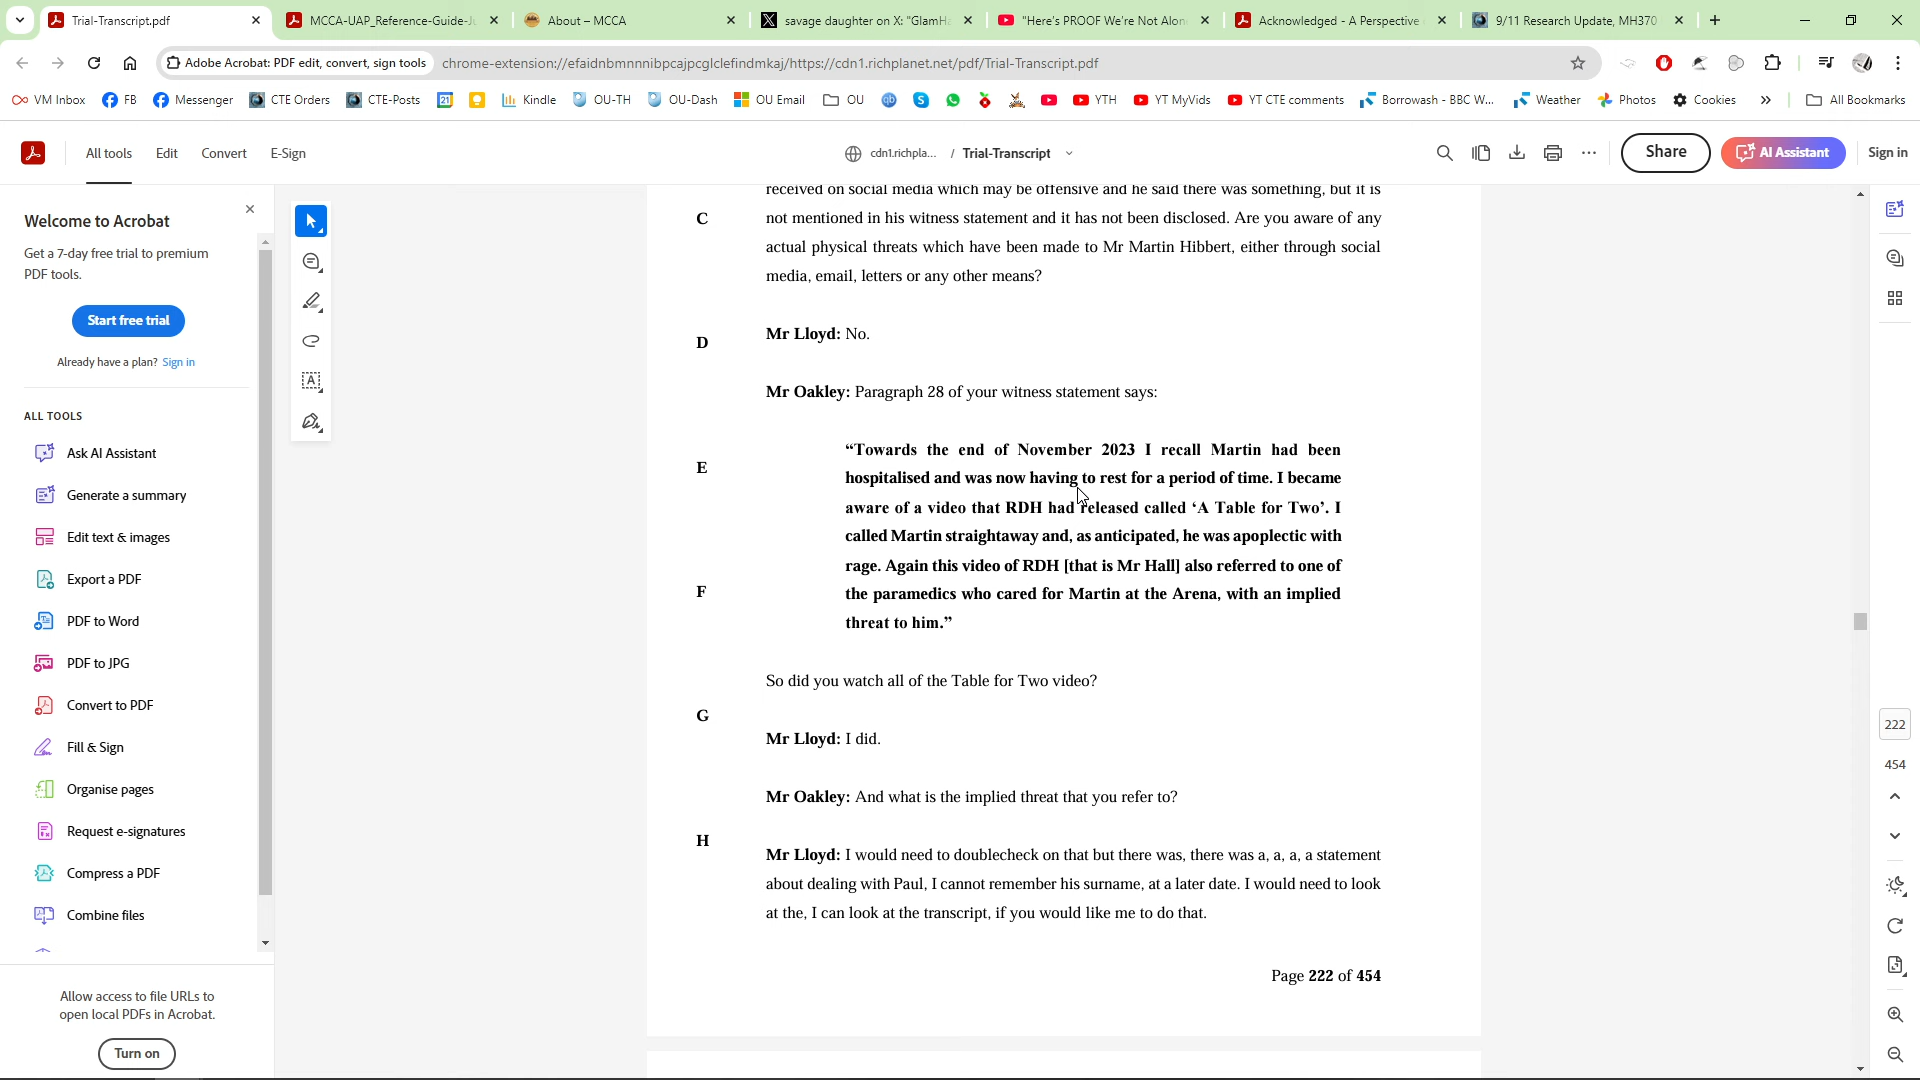 Trial-Transcript.pdf
MCCA-UAP_Reference-Guide-Ju
About – MCCA
savage daughter on X: "GlamHa
"Here's PROOF We're Not Alon
Acknowledged - A Perspective
9/11 Research Update, MH370
Adobe Acrobat: PDF edit, convert, sign tools
chrome-extension://efaidnbmnnnibpcajpcglclefindmkaj/https://cdn1.richplanet.net/pdf/Trial-Transcript.pdf
VM Inbox FB Messenger CTE Orders CTE-Posts 21 Kindle OU-TH OU-Dash OU Email OU YTH YT MyVids YT CTE comments Borrowash - BBC W... Weather Photos Cookies » All Bookmarks
All tools Edit Convert E-Sign
cdn1.richpla... / Trial-Transcript
Share
AI Assistant
Sign in
Welcome to Acrobat
Get a 7-day free trial to premium
PDF tools.
Start free trial
Already have a plan? Sign in
ALL TOOLS
Ask AI Assistant
Generate a summary
Edit text & images
Export a PDF
PDF to Word
PDF to JPG
Convert to PDF
Fill & Sign
Organise pages
Request e-signatures
Compress a PDF
Combine files
Allow access to file URLs to
open local PDFs in Acrobat.
Turn on
received on social media which may be offensive and he said there was something, but it is
C
not mentioned in his witness statement and it has not been disclosed. Are you aware of any
actual physical threats which have been made to Mr Martin Hibbert, either through social
media, email, letters or any other means?
Mr Lloyd: No.
D
Mr Oakley: Paragraph 28 of your witness statement says:
“Towards the end of November 2023 I recall Martin had been
E
hospitalised and was now having to rest for a period of time. I became
aware of a video that RDH had released called ‘A Table for Two’. I
called Martin straightaway and, as anticipated, he was apoplectic with
rage. Again this video of RDH [that is Mr Hall] also referred to one of
F
the paramedics who cared for Martin at the Arena, with an implied
threat to him.”
So did you watch all of the Table for Two video?
G
Mr Lloyd: I did.
Mr Oakley: And what is the implied threat that you refer to?
H
Mr Lloyd: I would need to doublecheck on that but there was, there was a, a, a, a statement
about dealing with Paul, I cannot remember his surname, at a later date. I would need to look
at the, I can look at the transcript, if you would like me to do that.
Page 222 of 454
222
454